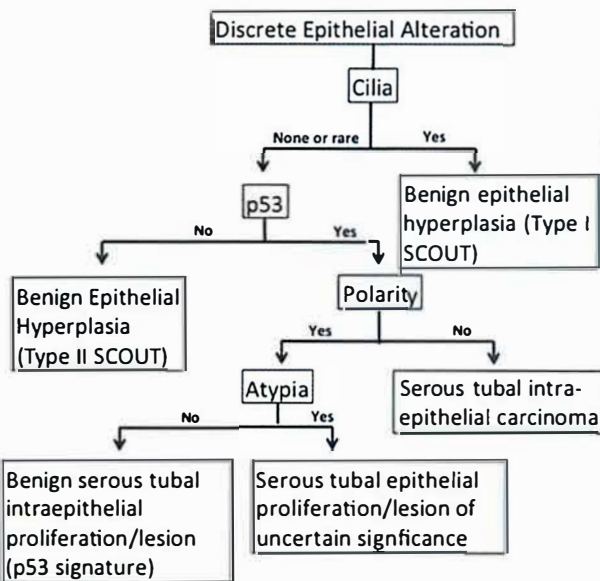 Discrete Epithelial Alteration
Cilia
None or rare
Yes
p53
Benign epithelial
hyperplasia (Type I
SCOUT)
No
Yes
Benign Epithelial
Hyperplasia
(Type II SCOUT)
Polarity
Yes
No
Atypia
Serous tubal intra-
epithelial carcinoma
No
Yes
Benign serous tubal
intraepithelial
proliferation/lesion
(p53 signature)
Serous tubal epithelial
proliferation/lesion of
uncertain signficance